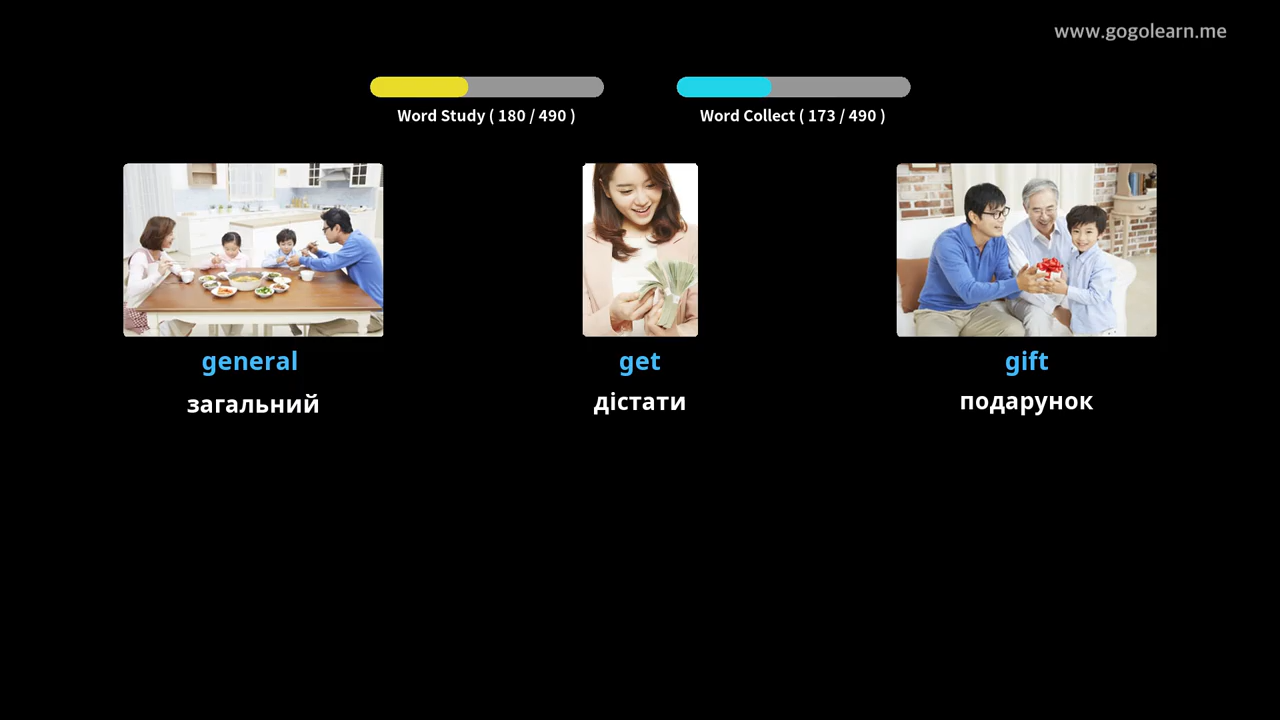 www.gogolearn.me
Word Study ( 180 / 490 )
Word Collect ( 173 / 490 )
general
get
gift
загальний
дістати
подарунок